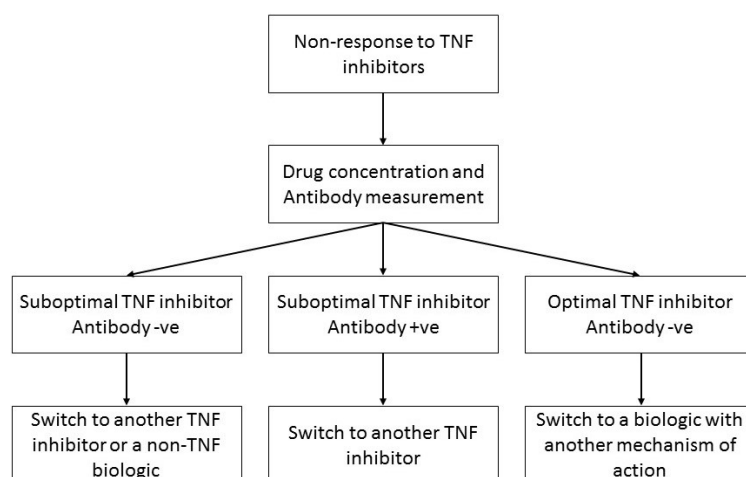 Non-response to TNF
inhibitors
Drug concentration and
Antibody measurement
Suboptimal TNF inhibitor
Antibody -ve
Suboptimal TNF inhibitor
Antibody +ve
Optimal TNF inhibitor
Antibody -ve
Switch to another TNF
inhibitor or a non-TNF
biologic
Switch to another TNF
inhibitor
Switch to a biologic with
another mechanism of
action